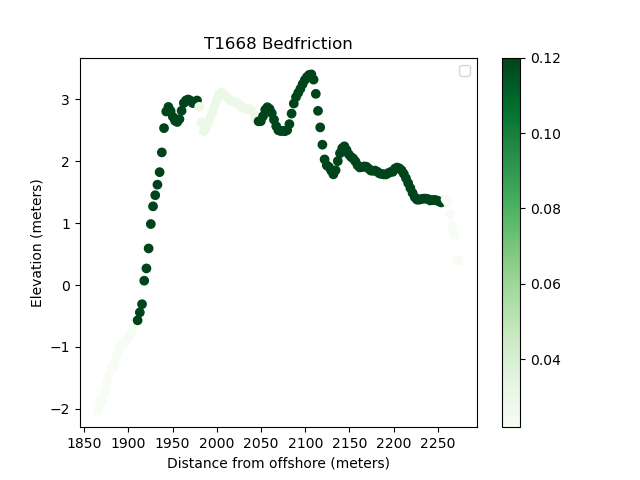 T1668 Bedfriction
Elevation (meters)
3
2
1
0
−1
−2
1850 1900 1950 2000 2050 2100 2150 2200 2250
Distance from offshore (meters)
0.12
0.10
0.08
0.06
0.04